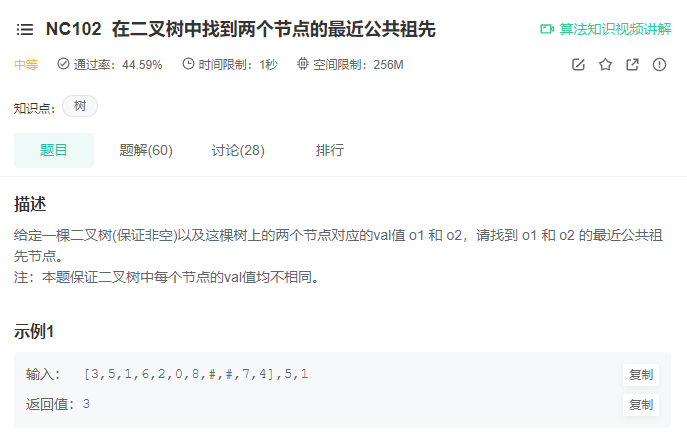 NC102 在二叉树中找到两个节点的最近公共祖先
算法知识视频讲解
中等 通过率：44.59% 时间限制：1秒 空间限制：256M
知识点： 树
题目 题解(60) 讨论(28) 排行
描述
给定一棵二叉树(保证非空)以及这棵树上的两个节点对应的val值 o1 和 o2，请找到 o1 和 o2 的最近公共祖
先节点。
注：本题保证二叉树中每个节点的val值均不相同。
示例1
输入： [3,5,1,6,2,0,8,#,#,7,4],5,1 复制
返回值：3 复制